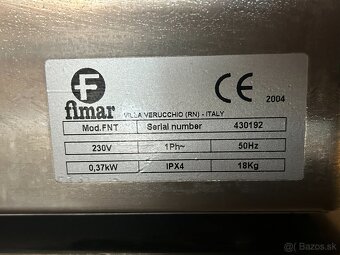 F
fimar
CE
2004
VILLA VERUCCHIO (RN) - ITALY
Mod.FNT Serial number 430192
230V 1Ph~ 50Hz
0,37kW IPX4 18Kg
© Bazos.sk